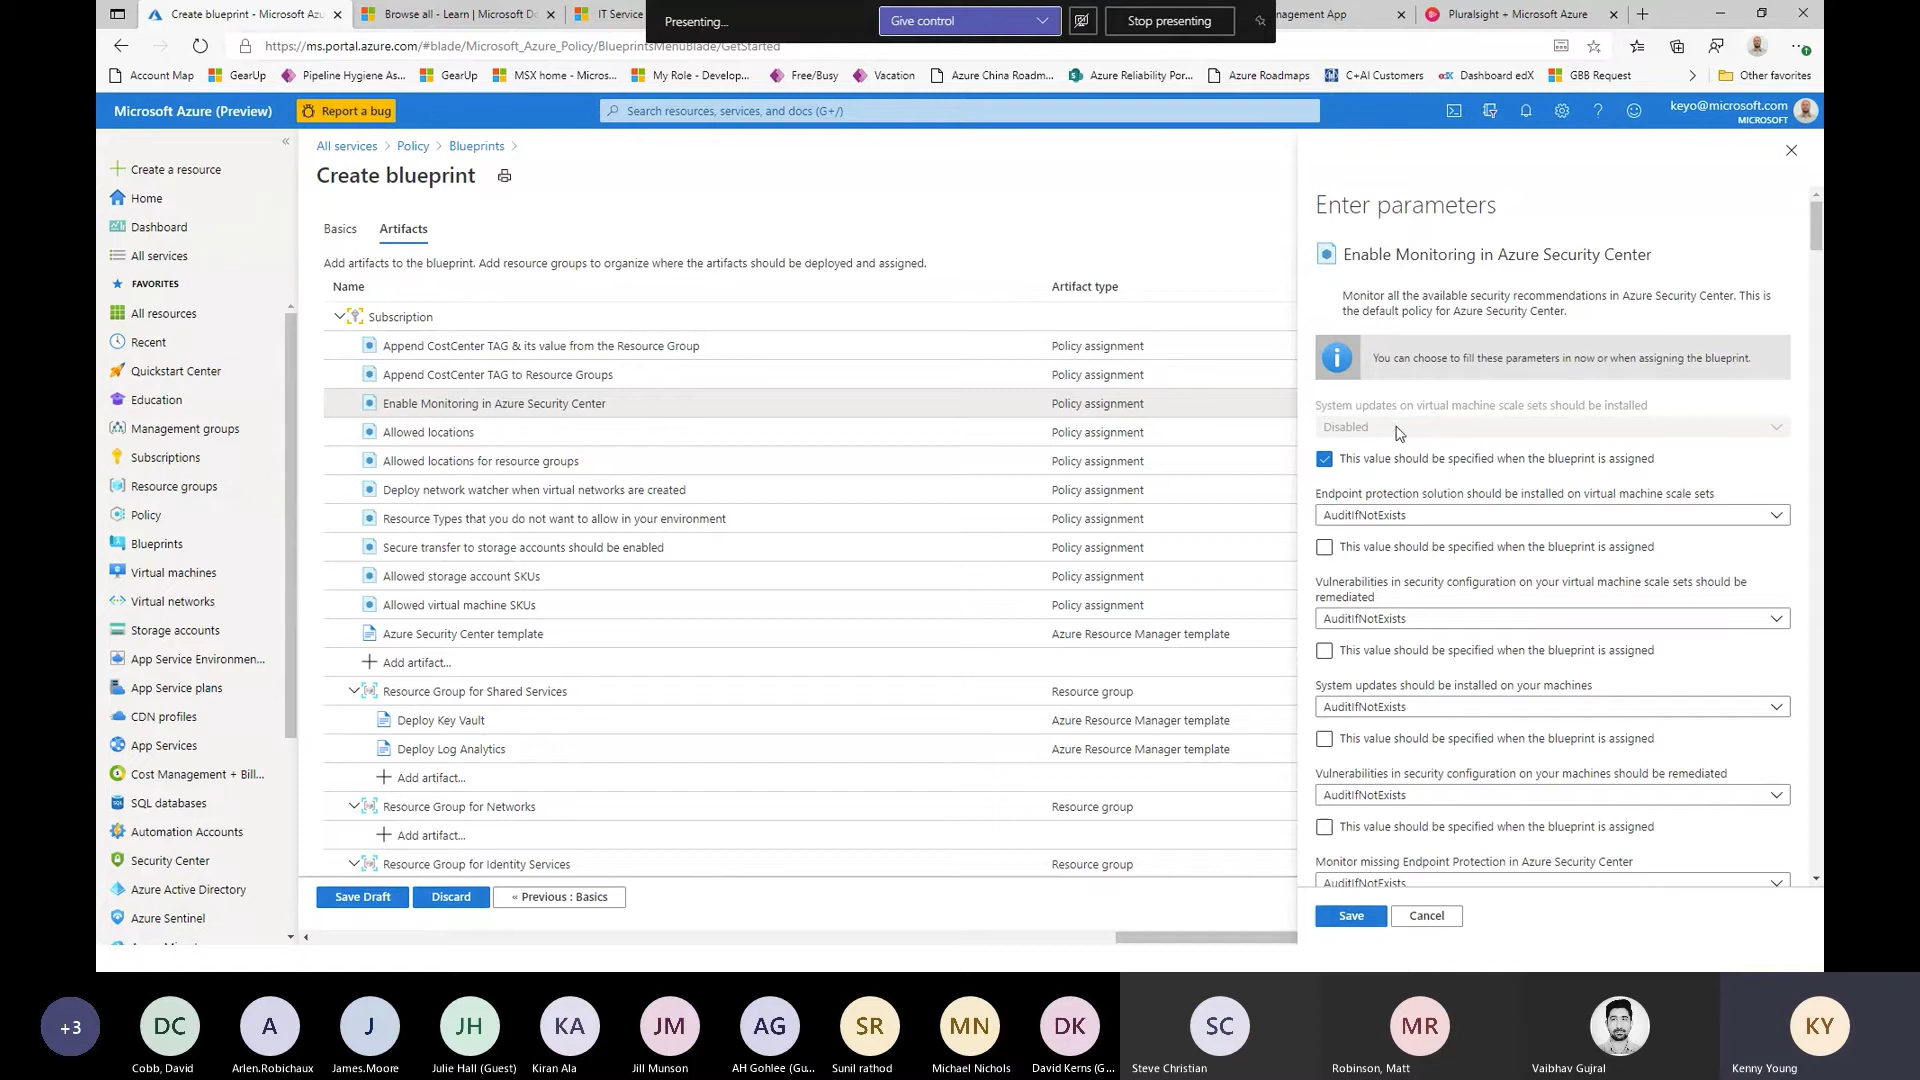 Create blueprint - Microsoft Azu
Browse all - Learn | Microsoft D
IT Service
Presenting...
Give control
Stop presenting
nagement App
Pluralsight + Microsoft Azure
https://ms.portal.azure.com/#blade/Microsoft_Azure_Policy/BlueprintsMenuBlade/GetStarted
Account Map
GearUp
Pipeline Hygiene As...
GearUp
MSX home - Micros...
My Role - Develop...
Free/Busy
Vacation
Azure China Roadm...
Azure Reliability Por...
Azure Roadmaps
C+AI Customers
Dashboard edX
GBB Request
Other favorites
Microsoft Azure (Preview)
Report a bug
Search resources, services, and docs (G+/)
keyo@microsoft.com
MICROSOFT
Create a resource
Home
Dashboard
All services
FAVORITES
All resources
Recent
Quickstart Center
Education
Management groups
Subscriptions
Resource groups
Policy
Blueprints
Virtual machines
Virtual networks
Storage accounts
App Service Environmen...
App Service plans
CDN profiles
App Services
Cost Management + Bill...
SQL databases
Automation Accounts
Security Center
Azure Active Directory
Azure Sentinel
All services > Policy > Blueprints >
Create blueprint
Basics
Artifacts
Add artifacts to the blueprint. Add resource groups to organize where the artifacts should be deployed and assigned.
Name
Artifact type
Subscription
Append CostCenter TAG & its value from the Resource Group
Policy assignment
Append CostCenter TAG to Resource Groups
Policy assignment
Enable Monitoring in Azure Security Center
Policy assignment
Allowed locations
Policy assignment
Allowed locations for resource groups
Policy assignment
Deploy network watcher when virtual networks are created
Policy assignment
Resource Types that you do not want to allow in your environment
Policy assignment
Secure transfer to storage accounts should be enabled
Policy assignment
Allowed storage account SKUs
Policy assignment
Allowed virtual machine SKUs
Policy assignment
Azure Security Center template
Azure Resource Manager template
Add artifact...
Resource Group for Shared Services
Resource group
Deploy Key Vault
Azure Resource Manager template
Deploy Log Analytics
Azure Resource Manager template
Add artifact...
Resource Group for Networks
Resource group
Add artifact...
Resource Group for Identity Services
Resource group
Save Draft
Discard
« Previous : Basics
Enter parameters
Enable Monitoring in Azure Security Center
Monitor all the available security recommendations in Azure Security Center. This is
the default policy for Azure Security Center.
You can choose to fill these parameters in now or when assigning the blueprint.
System updates on virtual machine scale sets should be installed
Disabled
This value should be specified when the blueprint is assigned
Endpoint protection solution should be installed on virtual machine scale sets
AuditIfNotExists
This value should be specified when the blueprint is assigned
Vulnerabilities in security configuration on your virtual machine scale sets should be
remediated
AuditIfNotExists
This value should be specified when the blueprint is assigned
System updates should be installed on your machines
AuditIfNotExists
This value should be specified when the blueprint is assigned
Vulnerabilities in security configuration on your machines should be remediated
AuditIfNotExists
This value should be specified when the blueprint is assigned
Monitor missing Endpoint Protection in Azure Security Center
AuditIfNotExists
Save
Cancel
+3
DC
A
J
JH
KA
JM
AG
SR
MN
DK
SC
MR
KY
Cobb, David
Arlen.Robichaux
James.Moore
Julie Hall (Guest)
Kiran Ala
Jill Munson
AH Gohlee (Gu...
Sunil rathod
Michael Nichols
David Kerns (G...
Steve Christian
Robinson, Matt
Vaibhav Gujral
Kenny Young